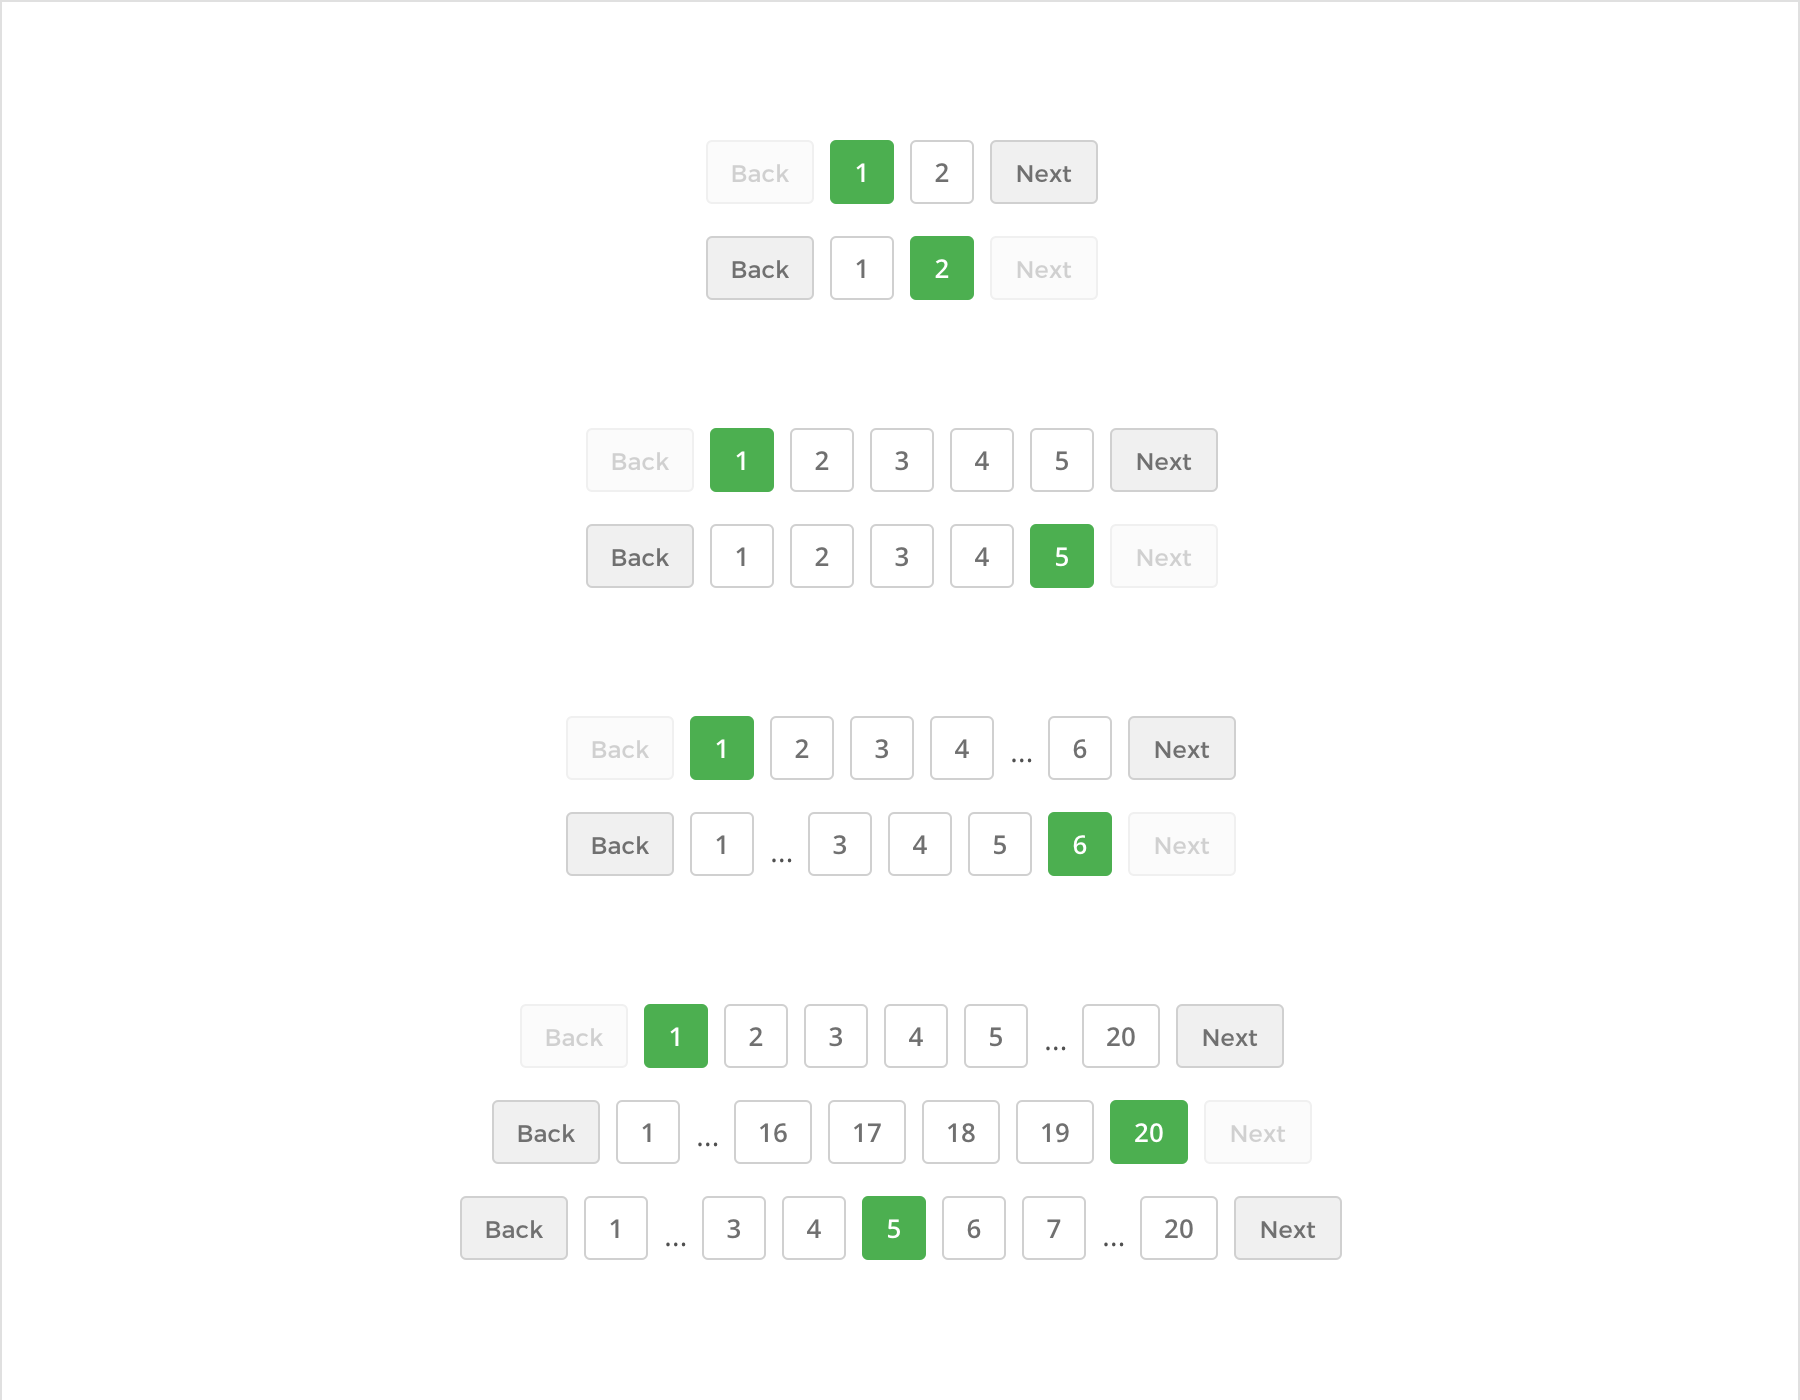 Back 1 2 Next
Back 1 2 Next
Back 1 2 3 4 5 Next
Back 1 2 3 4 5 Next
Back 1 2 3 4 ... 6 Next
Back 1 ... 3 4 5 6 Next
Back 1 2 3 4 5 ... 20 Next
Back 1 ... 16 17 18 19 20 Next
Back 1 ... 3 4 5 6 7 ... 20 Next